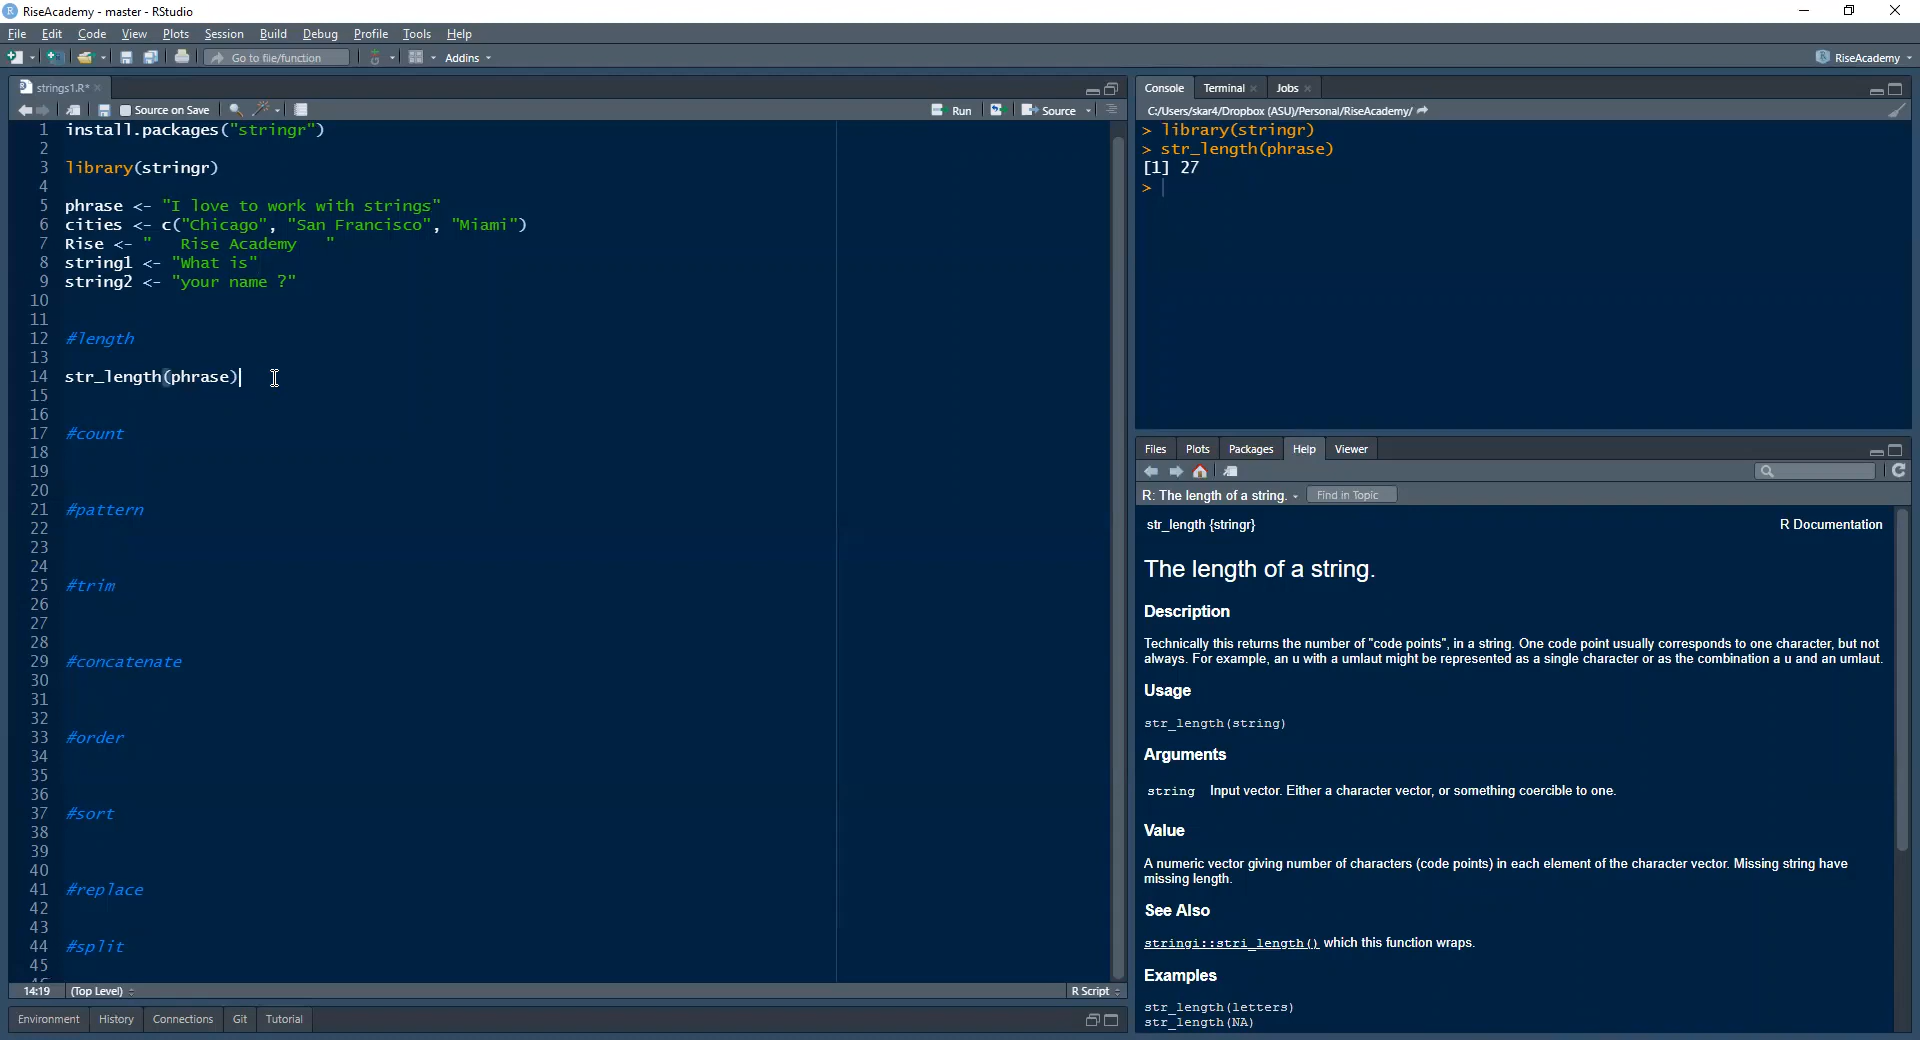 RiseAcademy - master - RStudio
File Edit Code View Plots Session Build Debug Profile Tools Help
Go to file/function Addins RiseAcademy
strings1.R*
Source on Save Run Source
1 install.packages("stringr")
2
3 library(stringr)
4
5 phrase <- "I love to work with strings"
6 cities <- c("Chicago", "San Francisco", "Miami")
7 Rise <- "   Rise Academy   "
8 string1 <- "What is"
9 string2 <- "your name ?"
10
11
12 #length
13
14 str_length(phrase)
15
16
17 #count
18
19
20
21 #pattern
22
23
24
25 #trim
26
27
28
29 #concatenate
30
31
32
33 #order
34
35
36
37 #sort
38
39
40
41 #replace
42
43
44 #split
45
14:19 (Top Level) R Script
Environment History Connections Git Tutorial
Console Terminal Jobs
C:/Users/skar4/Dropbox (ASU)/Personal/RiseAcademy/
> library(stringr)
> str_length(phrase)
[1] 27
>
Files Plots Packages Help Viewer
R: The length of a string. Find in Topic
str_length {stringr} R Documentation
The length of a string.
Description
Technically this returns the number of "code points", in a string. One code point usually corresponds to one character, but not
always. For example, an u with a umlaut might be represented as a single character or as the combination a u and an umlaut.
Usage
str_length(string)
Arguments
string Input vector. Either a character vector, or something coercible to one.
Value
A numeric vector giving number of characters (code points) in each element of the character vector. Missing string have
missing length.
See Also
stringi::stri_length() which this function wraps.
Examples
str_length(letters)
str_length(NA)